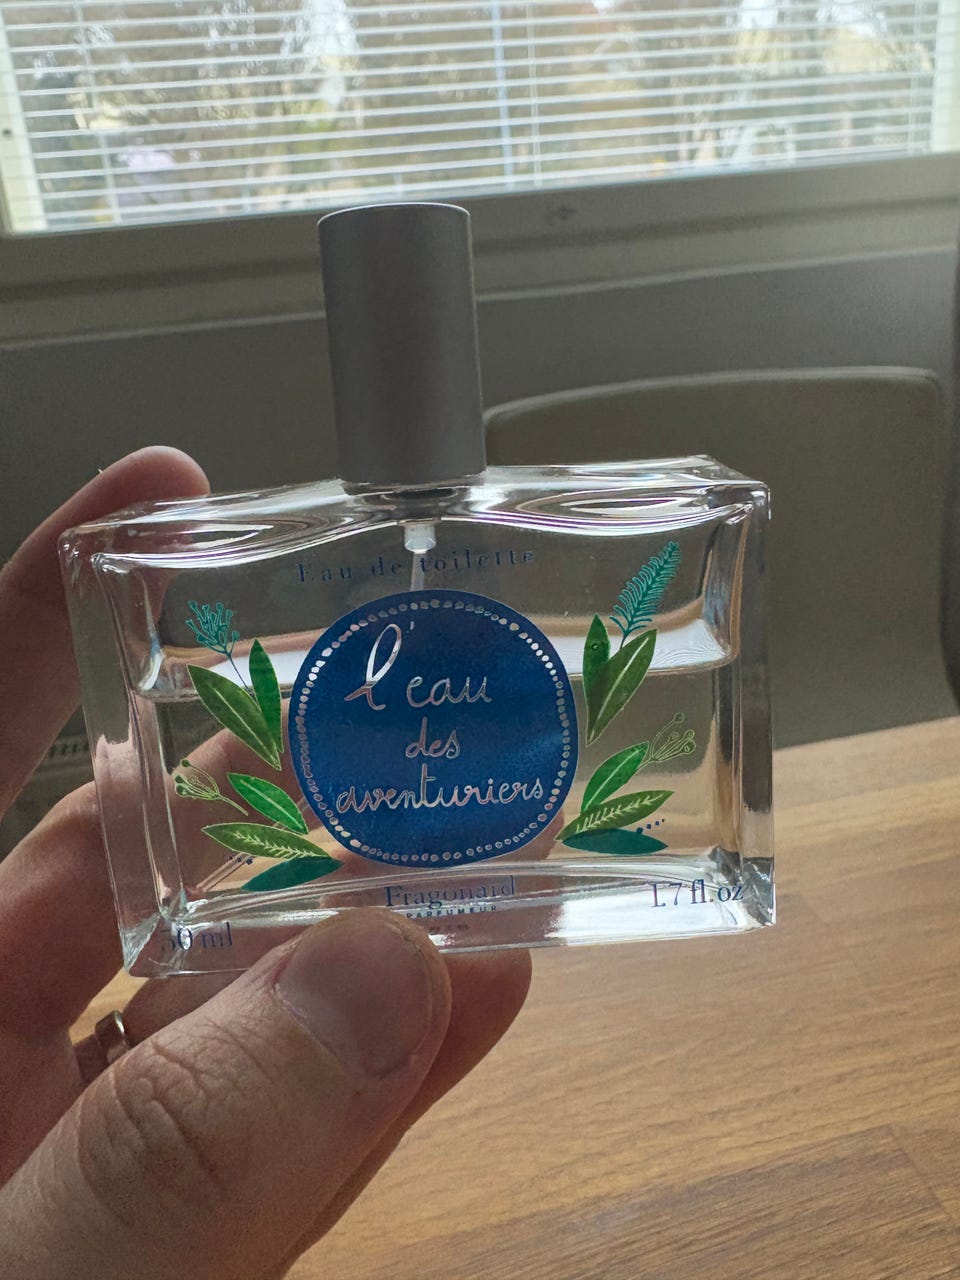 Eau de toilette
l'eau
des
aventuriers
Fragonard
PARFUMEUR
50 ml
1.7 fl.oz